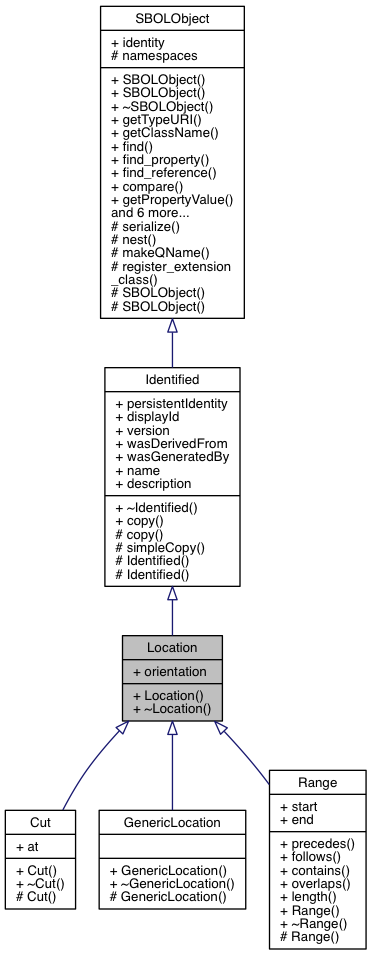 SBOLObject
+ identity
# namespaces
+ SBOLObject()
+ SBOLObject()
+ ~SBOLObject()
+ getTypeURI()
+ getClassName()
+ find()
+ find_property()
+ find_reference()
+ compare()
+ getPropertyValue()
and 6 more...
# serialize()
# nest()
# makeQName()
# register_extension
_class()
# SBOLObject()
# SBOLObject()
Identified
+ persistentIdentity
+ displayId
+ version
+ wasDerivedFrom
+ wasGeneratedBy
+ name
+ description
+ ~Identified()
+ copy()
# copy()
# simpleCopy()
# Identified()
# Identified()
Location
+ orientation
+ Location()
+ ~Location()
Cut
+ at
+ Cut()
+ ~Cut()
# Cut()
GenericLocation
+ GenericLocation()
+ ~GenericLocation()
# GenericLocation()
Range
+ start
+ end
+ precedes()
+ follows()
+ contains()
+ overlaps()
+ length()
+ Range()
+ ~Range()
# Range()